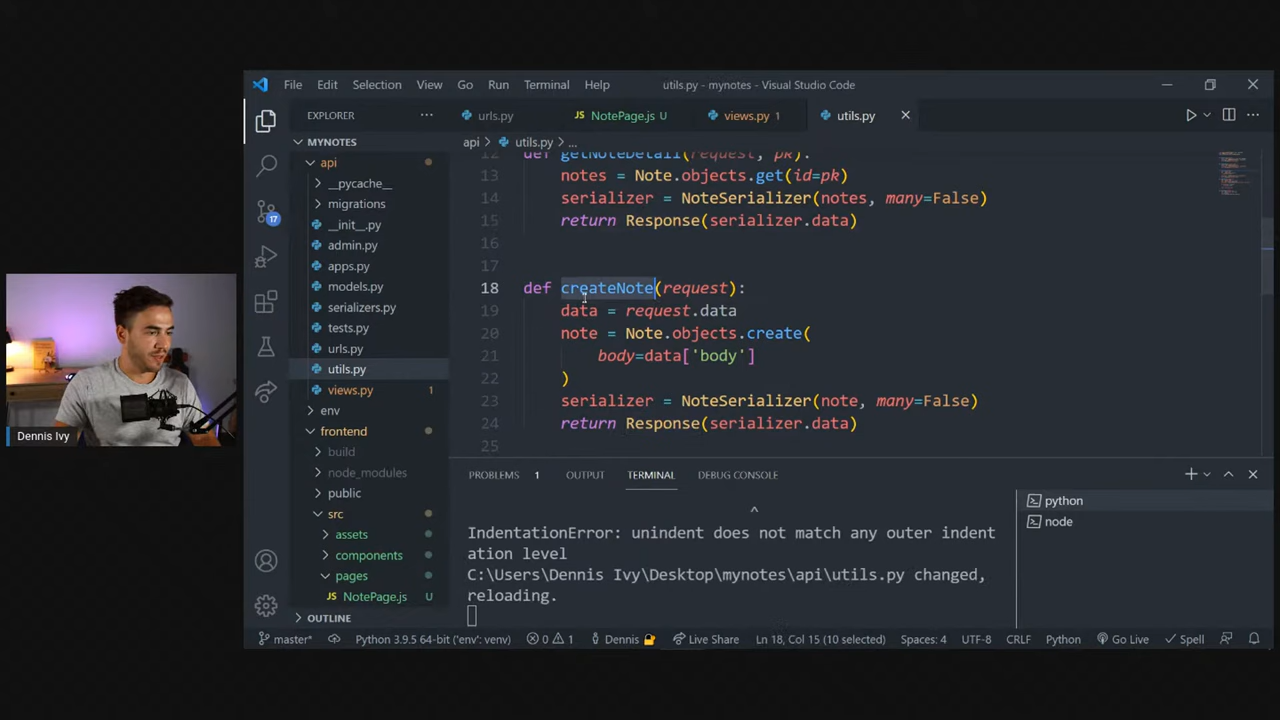 File Edit Selection View Go Run Terminal Help utils.py - mynotes - Visual Studio Code
EXPLORER
urls.py
JS NotePage.js U
views.py 1
utils.py
MYNOTES
api > utils.py > ...
api
__pycache__
migrations
__init__.py
admin.py
apps.py
models.py
serializers.py
tests.py
urls.py
utils.py
views.py 1
env
frontend
build
node_modules
public
src
assets
components
pages
JS NotePage.js U
OUTLINE
17
12 def getNoteDetail(request, pk):
13 notes = Note.objects.get(id=pk)
14 serializer = NoteSerializer(notes, many=False)
15 return Response(serializer.data)
16
17
18 def createNote(request):
19 data = request.data
20 note = Note.objects.create(
21 body=data['body']
22 )
23 serializer = NoteSerializer(note, many=False)
24 return Response(serializer.data)
25
PROBLEMS 1 OUTPUT TERMINAL DEBUG CONSOLE
^
IndentationError: unindent does not match any outer indent
ation level
C:\Users\Dennis Ivy\Desktop\mynotes\api\utils.py changed,
reloading.
python
node
master* Python 3.9.5 64-bit ('env': venv) 0 1 Dennis Live Share Ln 18, Col 15 (10 selected) Spaces: 4 UTF-8 CRLF Python Go Live Spell
Dennis Ivy